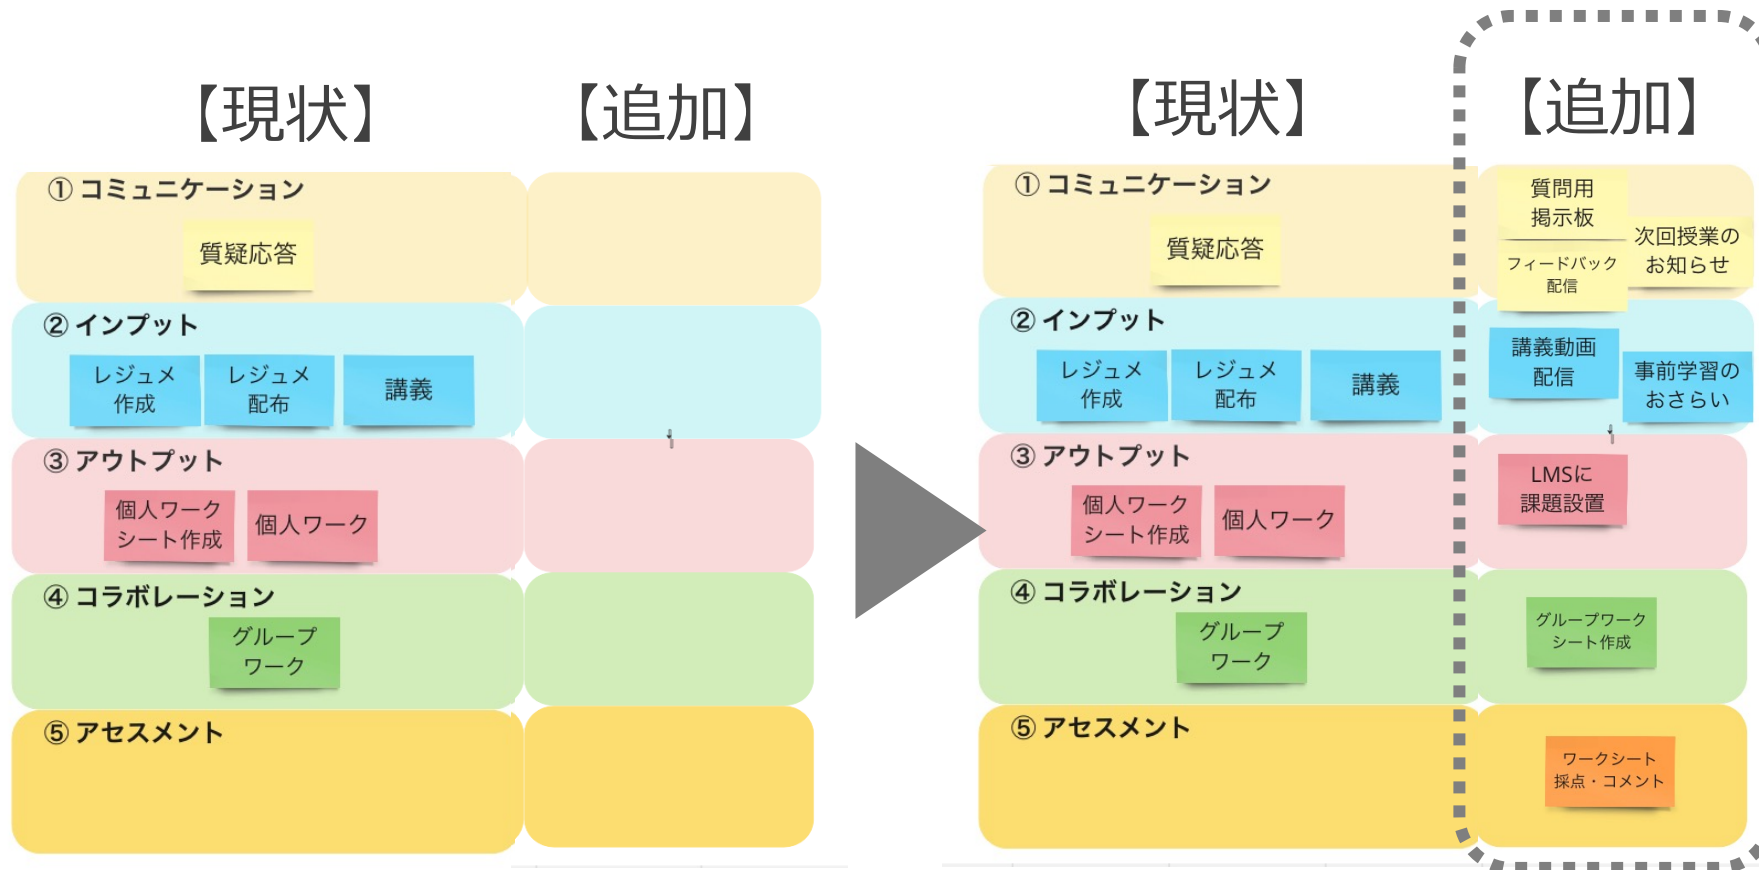 【現状】
【追加】
① コミュニケーション
質疑応答
② インプット
レジュメ
作成
レジュメ
配布
講義
③ アウトプット
個人ワーク
シート作成
個人ワーク
④ コラボレーション
グループ
ワーク
⑤ アセスメント
【現状】
【追加】
① コミュニケーション
質疑応答
質問用
掲示板
次回授業の
お知らせ
フィードバック
配信
② インプット
レジュメ
作成
レジュメ
配布
講義
講義動画
配信
事前学習の
おさらい
③ アウトプット
個人ワーク
シート作成
個人ワーク
LMSに
課題設置
④ コラボレーション
グループ
ワーク
グループワーク
シート作成
⑤ アセスメント
ワークシート
採点・コメント